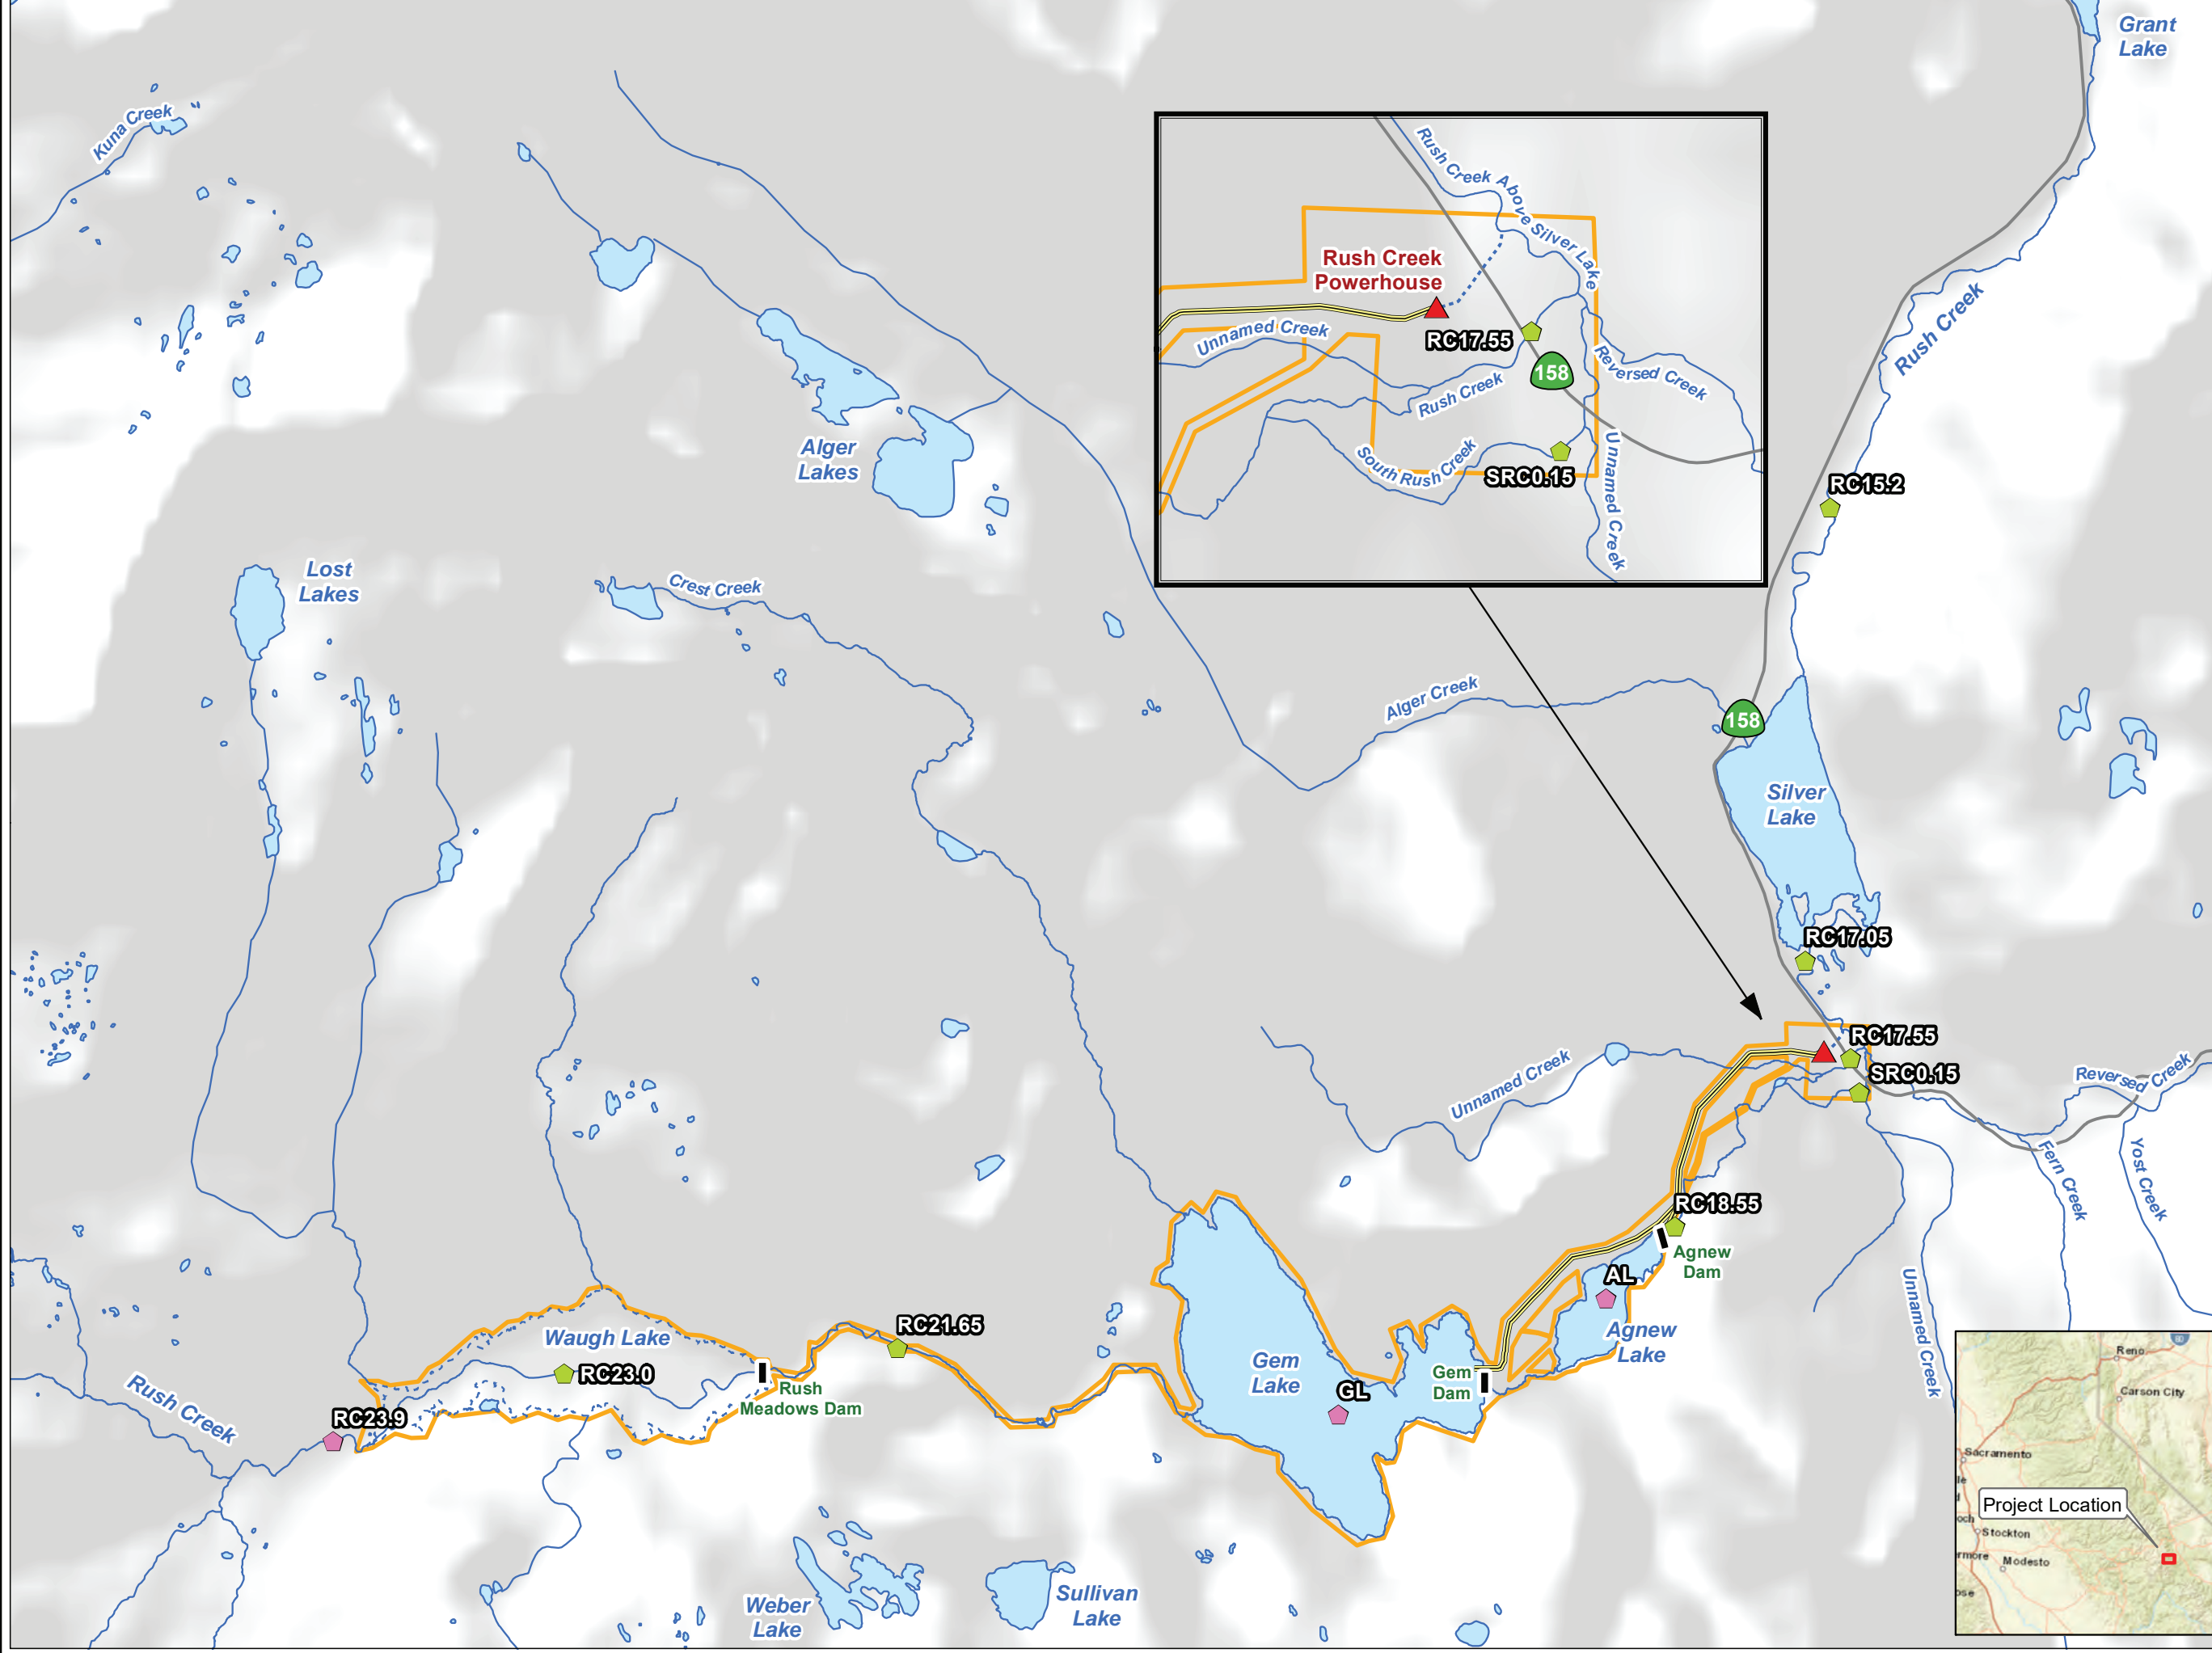 Grant
Lake
Kuna Creek
Rush Creek Above Silver Lake
Rush Creek
Powerhouse
Unnamed Creek
RC17.55
158
Rush Creek
Reversed Creek
South Rush Creek
SRC0.15
Unnamed Creek
Rush Creek
Alger
Lakes
RC15.2
Lost
Lakes
Crest Creek
Alger Creek
158
Silver
Lake
RC17.05
RC17.55
SRC0.15
Unnamed Creek
Reversed Creek
Fern Creek
Yost Creek
RC18.55
Agnew
Dam
AL
Agnew
Lake
Unnamed Creek
Waugh Lake
RC21.65
RC23.0
Rush
Meadows Dam
Gem
Lake
GL
Gem
Dam
Rush Creek
RC23.9
Weber
Lake
Sullivan
Lake
80
Reno
Carson City
Sacramento
le
Project Location
och
Stockton
rmore
Modesto
ose